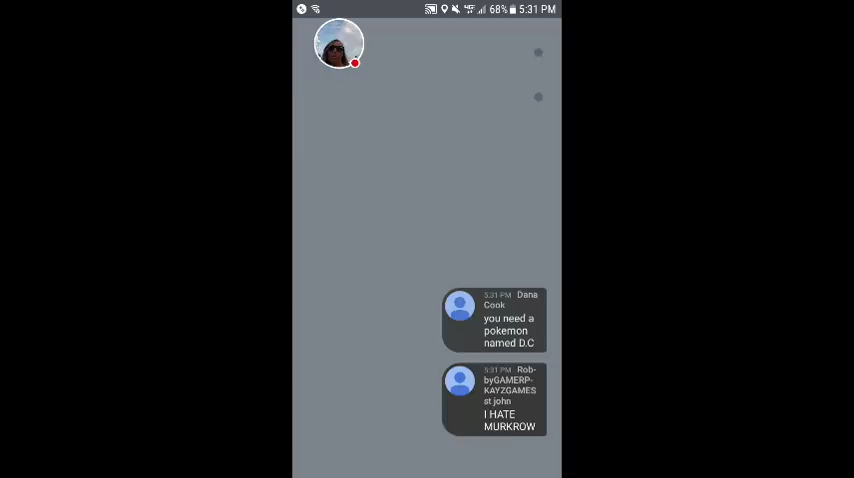 68% 5:31 PM
5:31 PM Dana
Cook
you need a
pokemon
named D.C
5:31 PM Rob-
byGAMERP-
KAYZGAMES
st john
I HATE
MURKROW